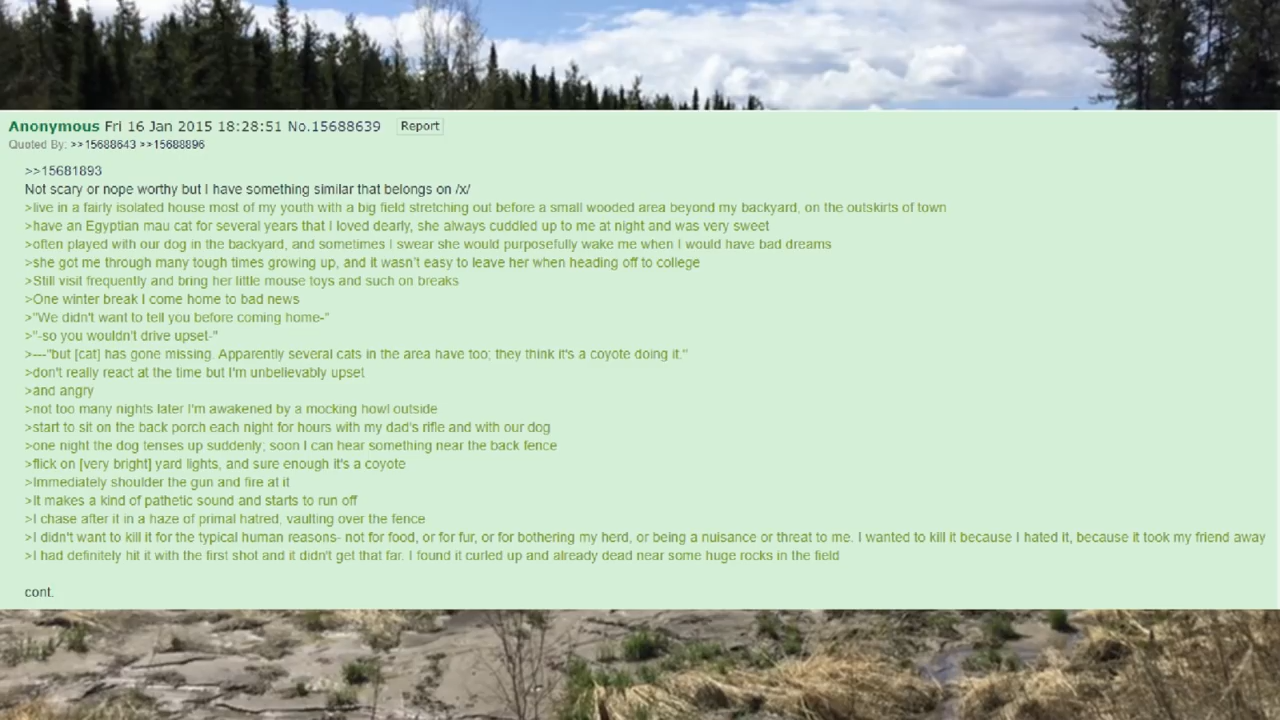 Anonymous Fri 16 Jan 2015 18:28:51 No.15688639 Report
Quoted By: >>15688643 >>15688896
>>15681893
Not scary or nope worthy but I have something similar that belongs on /x/
>live in a fairly isolated house most of my youth with a big field stretching out before a small wooded area beyond my backyard, on the outskirts of town
>have an Egyptian mau cat for several years that I loved dearly, she always cuddled up to me at night and was very sweet
>often played with our dog in the backyard, and sometimes I swear she would purposefully wake me when I would have bad dreams
>she got me through many tough times growing up, and it wasn't easy to leave her when heading off to college
>Still visit frequently and bring her little mouse toys and such on breaks
>One winter break I come home to bad news
>"We didn't want to tell you before coming home-"
>"-so you wouldn't drive upset-"
>---"but [cat] has gone missing. Apparently several cats in the area have too; they think it's a coyote doing it."
>don't really react at the time but I'm unbelievably upset
>and angry
>not too many nights later I'm awakened by a mocking howl outside
>start to sit on the back porch each night for hours with my dad's rifle and with our dog
>one night the dog tenses up suddenly; soon I can hear something near the back fence
>flick on [very bright] yard lights, and sure enough it's a coyote
>Immediately shoulder the gun and fire at it
>It makes a kind of pathetic sound and starts to run off
>I chase after it in a haze of primal hatred, vaulting over the fence
>I didn't want to kill it for the typical human reasons- not for food, or for fur, or for bothering my herd, or being a nuisance or threat to me. I wanted to kill it because I hated it, because it took my friend away
>I had definitely hit it with the first shot and it didn't get that far. I found it curled up and already dead near some huge rocks in the field
cont.